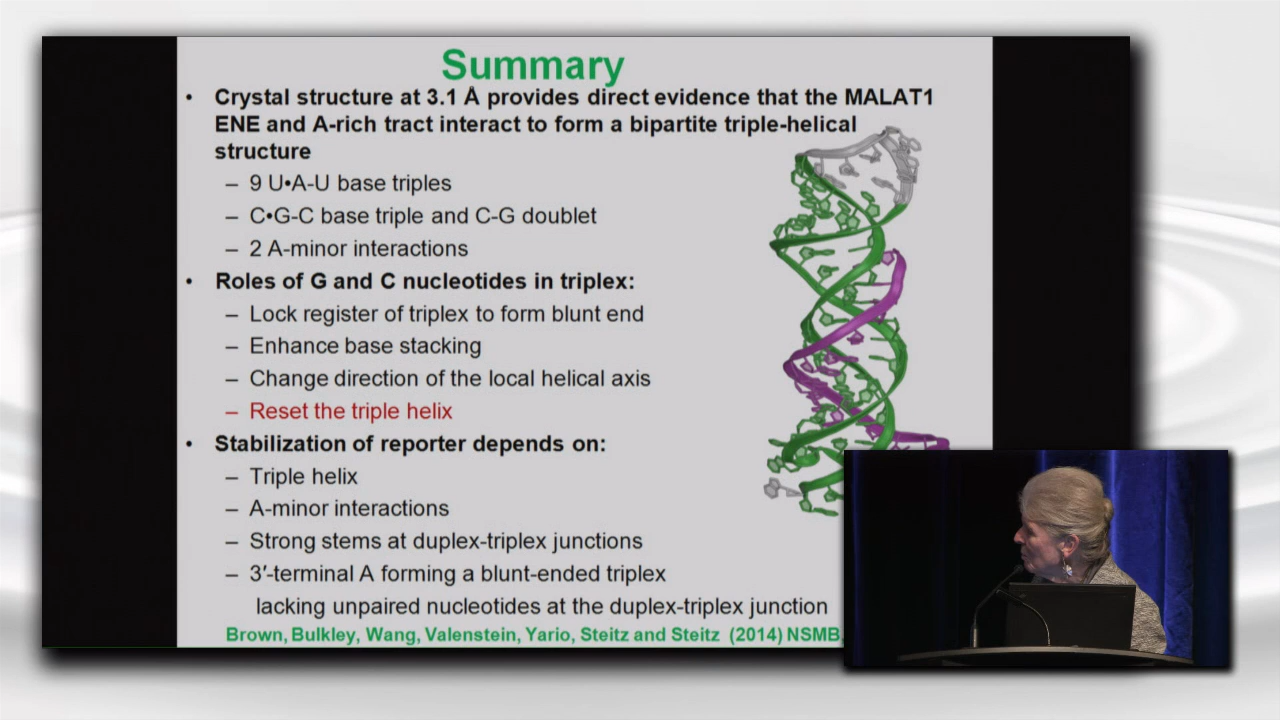 Summary
• Crystal structure at 3.1 Å provides direct evidence that the MALAT1
ENE and A-rich tract interact to form a bipartite triple-helical
structure
– 9 U•A-U base triples
– C•G-C base triple and C-G doublet
– 2 A-minor interactions
• Roles of G and C nucleotides in triplex:
– Lock register of triplex to form blunt end
– Enhance base stacking
– Change direction of the local helical axis
– Reset the triple helix
• Stabilization of reporter depends on:
– Triple helix
– A-minor interactions
– Strong stems at duplex-triplex junctions
– 3′-terminal A forming a blunt-ended triplex
lacking unpaired nucleotides at the duplex-triplex junction
Brown, Bulkley, Wang, Valenstein, Yario, Steitz and Steitz (2014) NSMB,